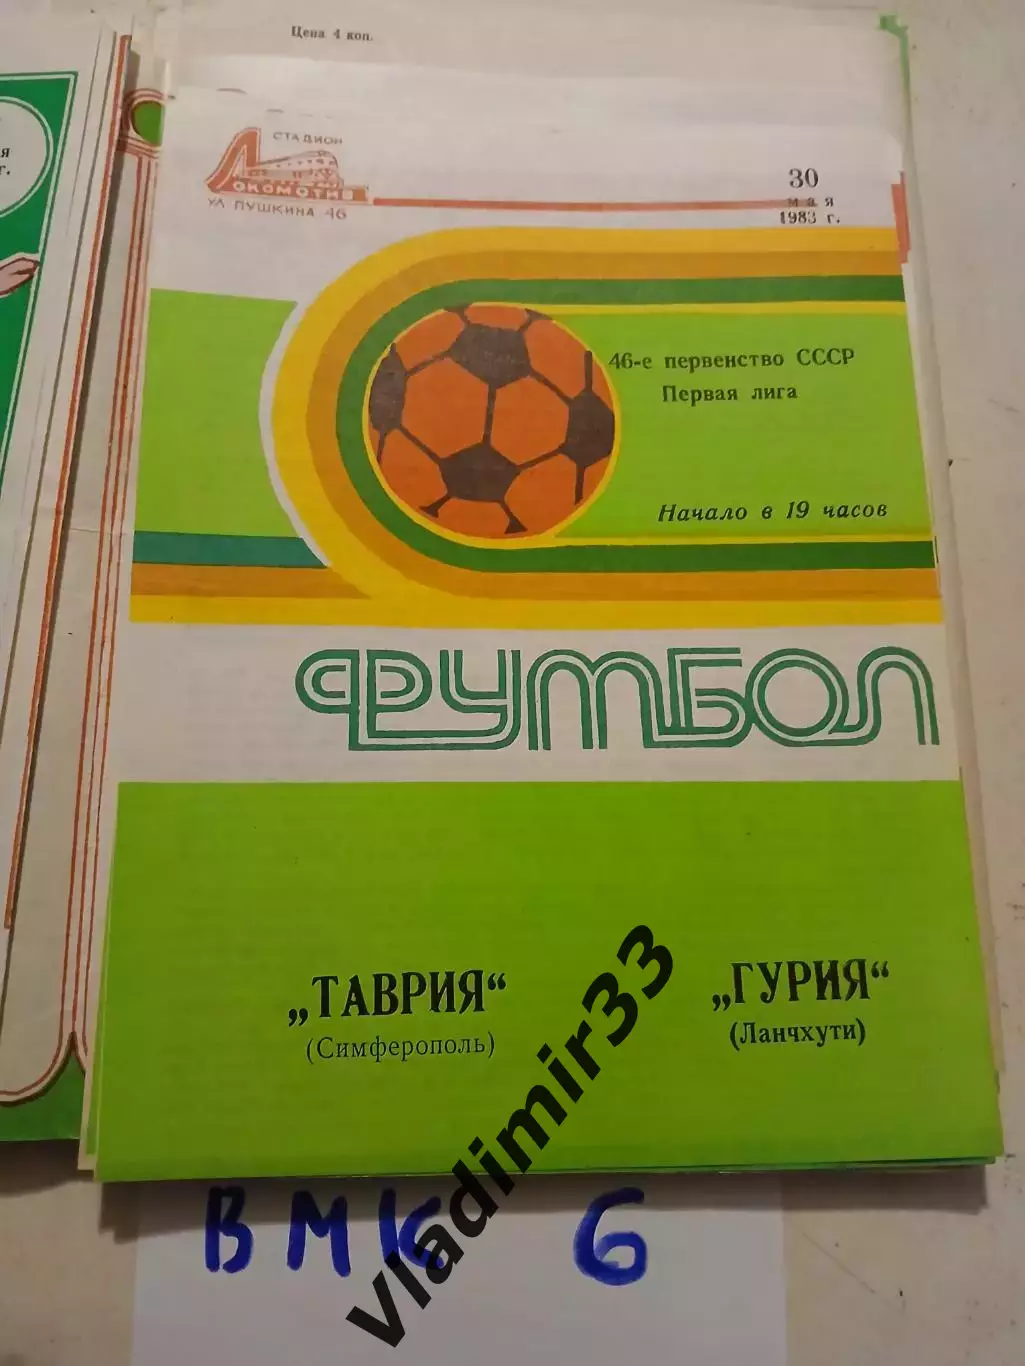 Цена 4 коп.
я
г.
СТАДИОН
ЛОКОМОТИВ
УЛ ПУШКИНА 46
30
мая
1983 г.
46-е первенство СССР
Первая лига
Начало в 19 часов
ФУТБОЛ
„ТАВРИЯ“
(Симферополь)
„ГУРИЯ“
(Ланчхути)
vladimir33
ВМК 6